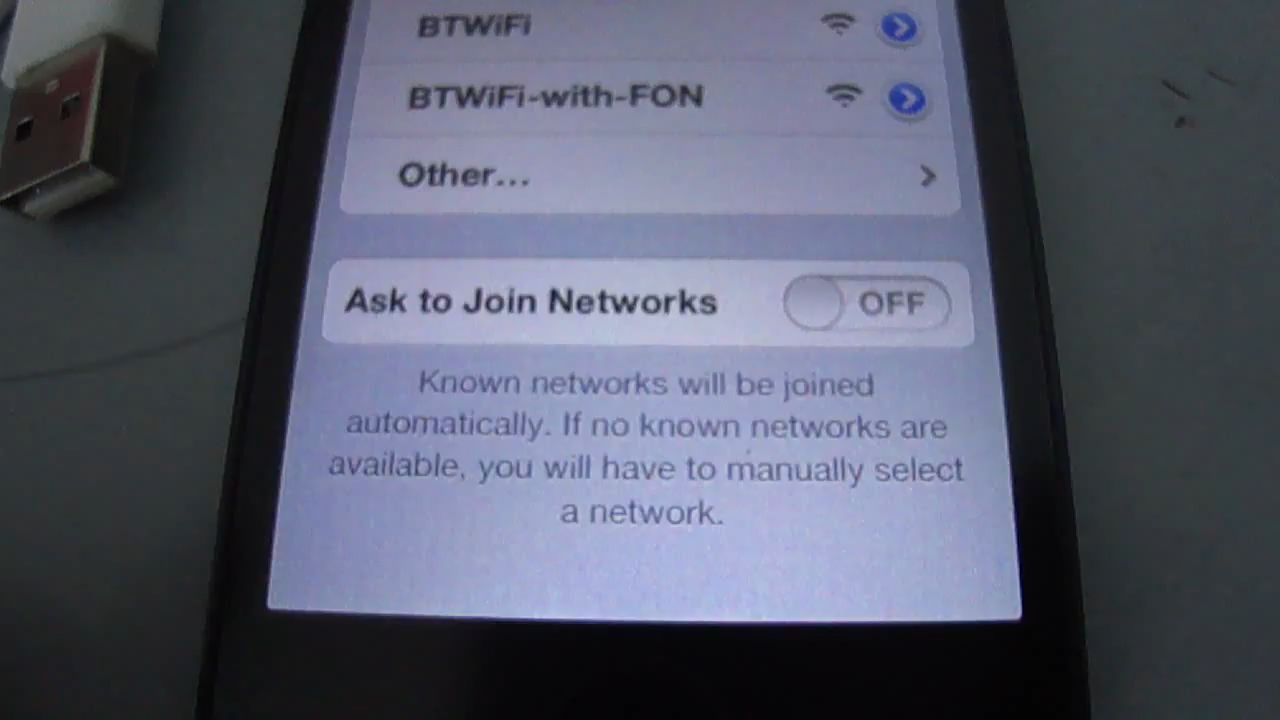 BTWiFi
BTWiFi-with-FON
Other...
Ask to Join Networks OFF
Known networks will be joined
automatically. If no known networks are
available, you will have to manually select
a network.